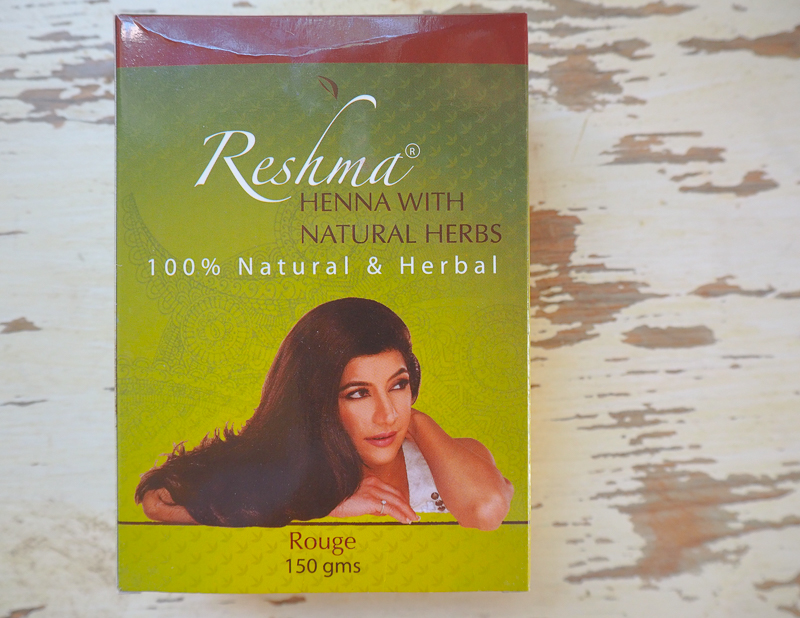 Reshma®
HENNA WITH
NATURAL HERBS
100% Natural & Herbal
Rouge
150 gms